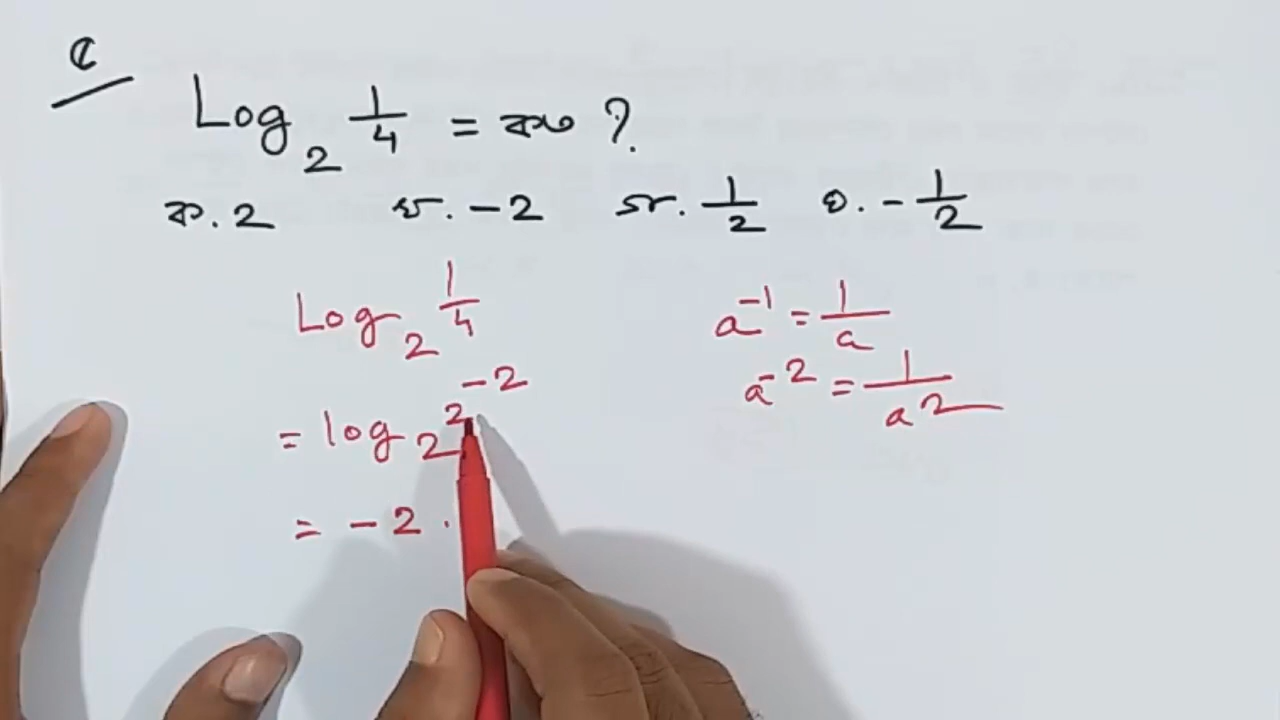 ৫
Log₂ 1/4 = কত ?
ক. 2 খ. -2 গ. 1/2 ঘ. -1/2
Log₂ 1/4
= log₂ 2⁻²
= -2 ·
a⁻¹ = 1/a
a⁻² = 1/a²